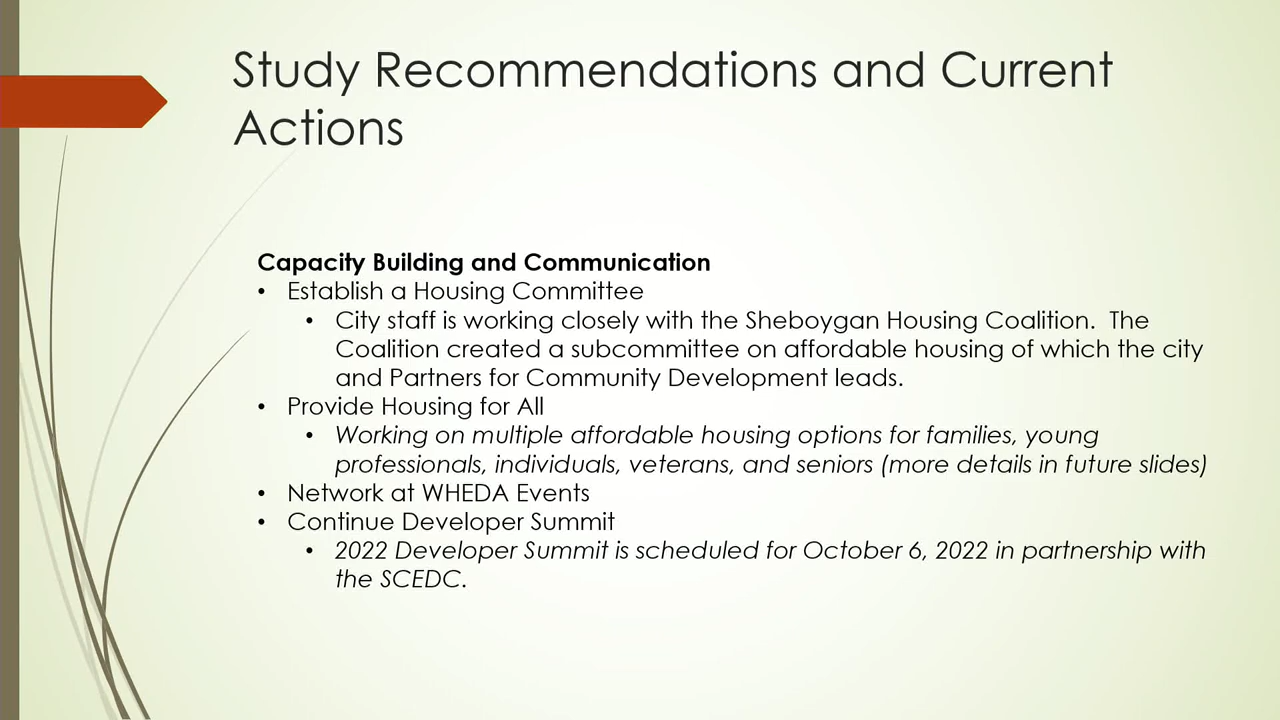 Study Recommendations and Current
Actions
Capacity Building and Communication
• Establish a Housing Committee
• City staff is working closely with the Sheboygan Housing Coalition.  The
Coalition created a subcommittee on affordable housing of which the city
and Partners for Community Development leads.
• Provide Housing for All
• Working on multiple affordable housing options for families, young
professionals, individuals, veterans, and seniors (more details in future slides)
• Network at WHEDA Events
• Continue Developer Summit
• 2022 Developer Summit is scheduled for October 6, 2022 in partnership with
the SCEDC.